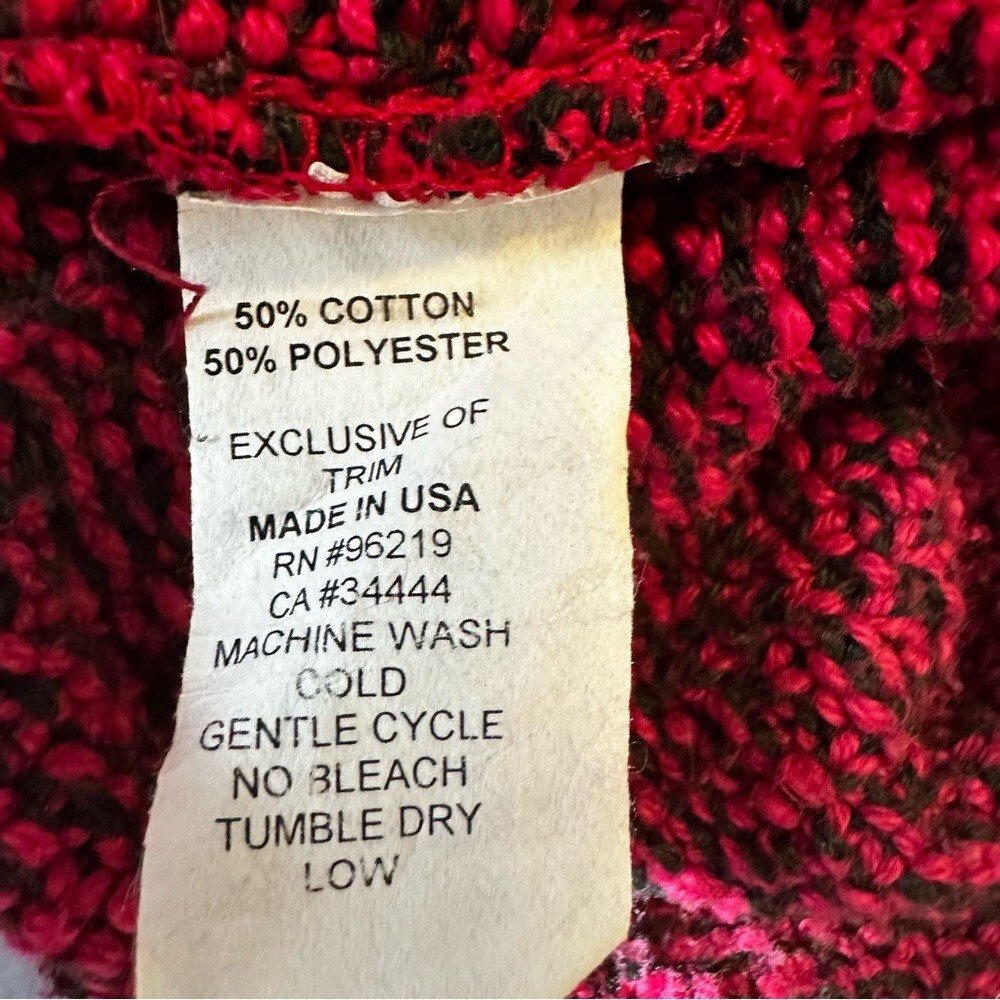 50% COTTON
50% POLYESTER
EXCLUSIVE OF
TRIM
MADE IN USA
RN #96219
CA #34444
MACHINE WASH
COLD
GENTLE CYCLE
NO BLEACH
TUMBLE DRY
LOW